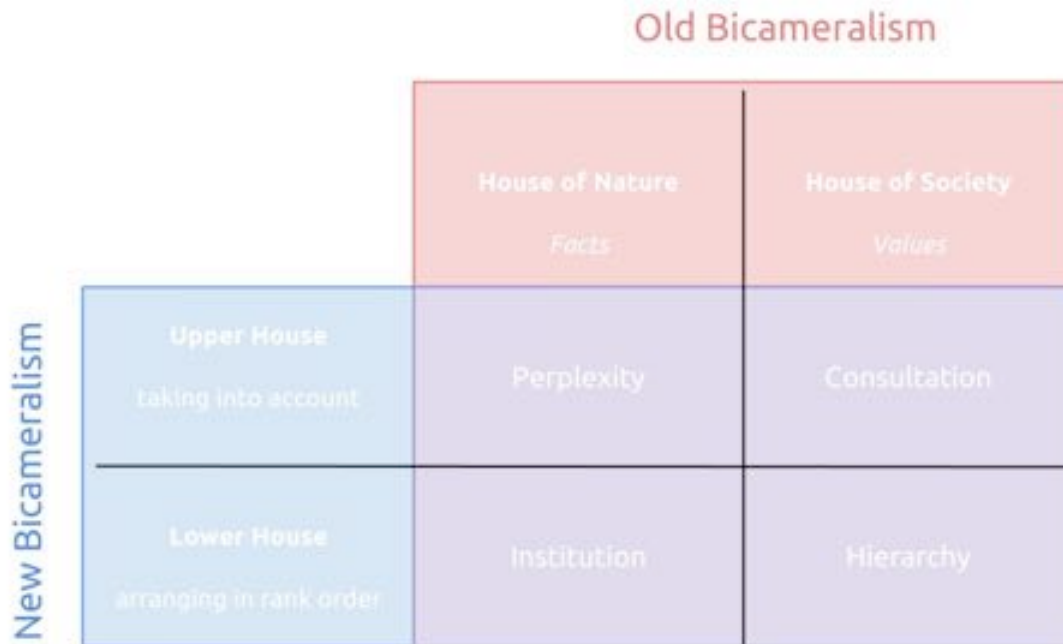 Old Bicameralism
House of Nature
House of Society
Facts
Values
New Bicameralism
Upper House
taking into account
Perplexity
Consultation
Lower House
arranging in rank order
Institution
Hierarchy